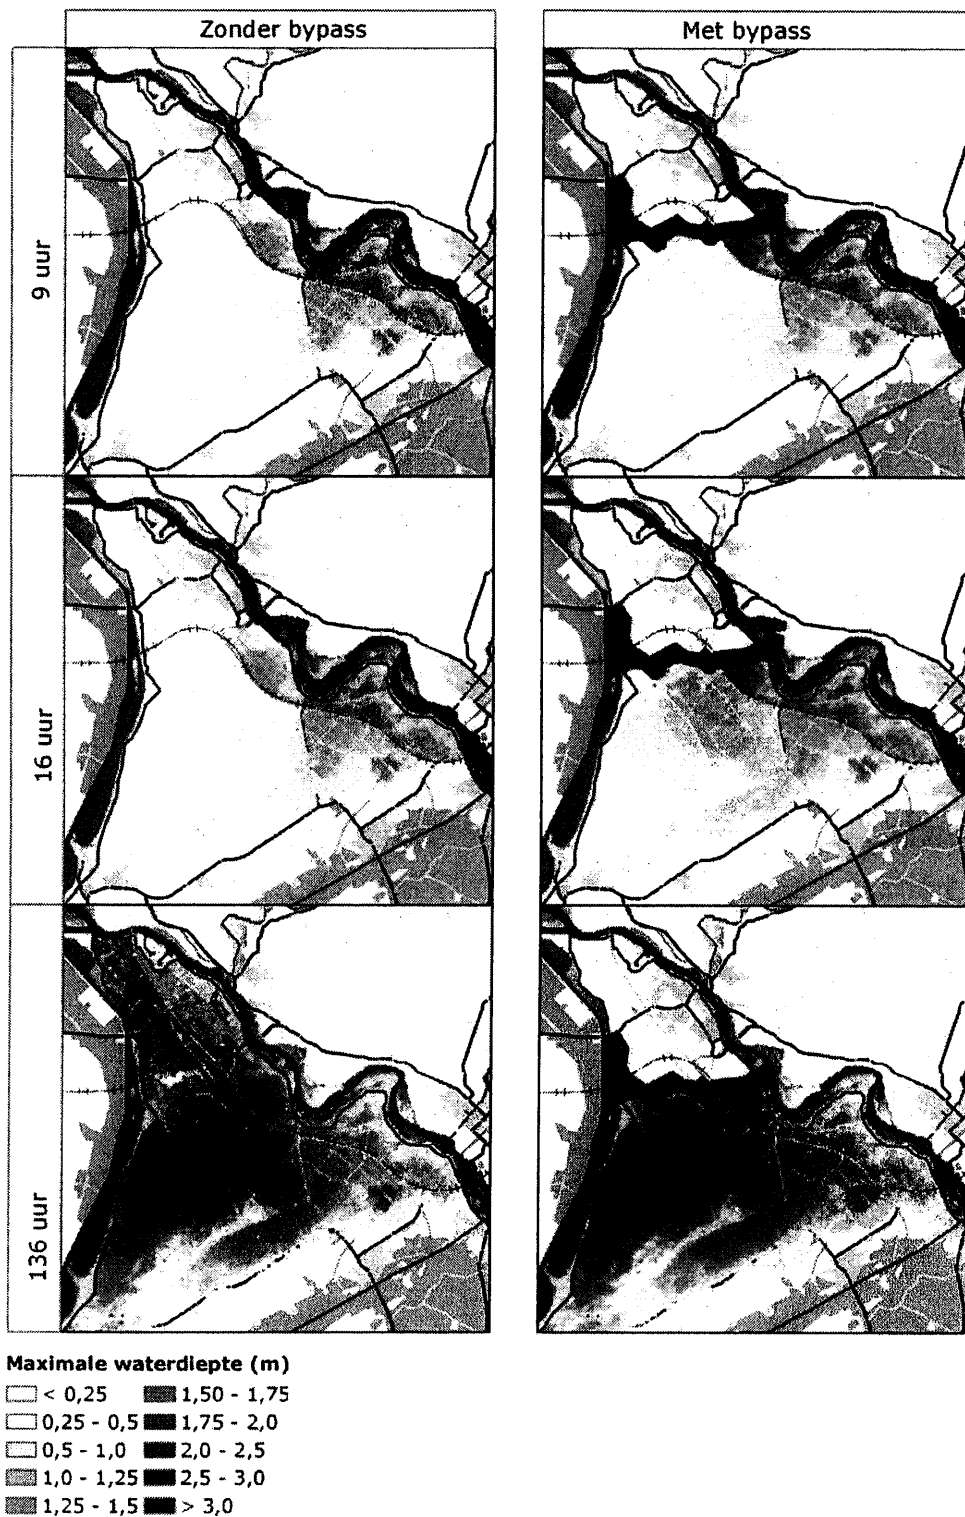 Zonder bypass
Met bypass
9 uur
16 uur
136 uur
Maximale waterdiepte (m)
< 0,25
1,50 - 1,75
0,25 - 0,5
1,75 - 2,0
0,5 - 1,0
2,0 - 2,5
1,0 - 1,25
2,5 - 3,0
1,25 - 1,5
> 3,0